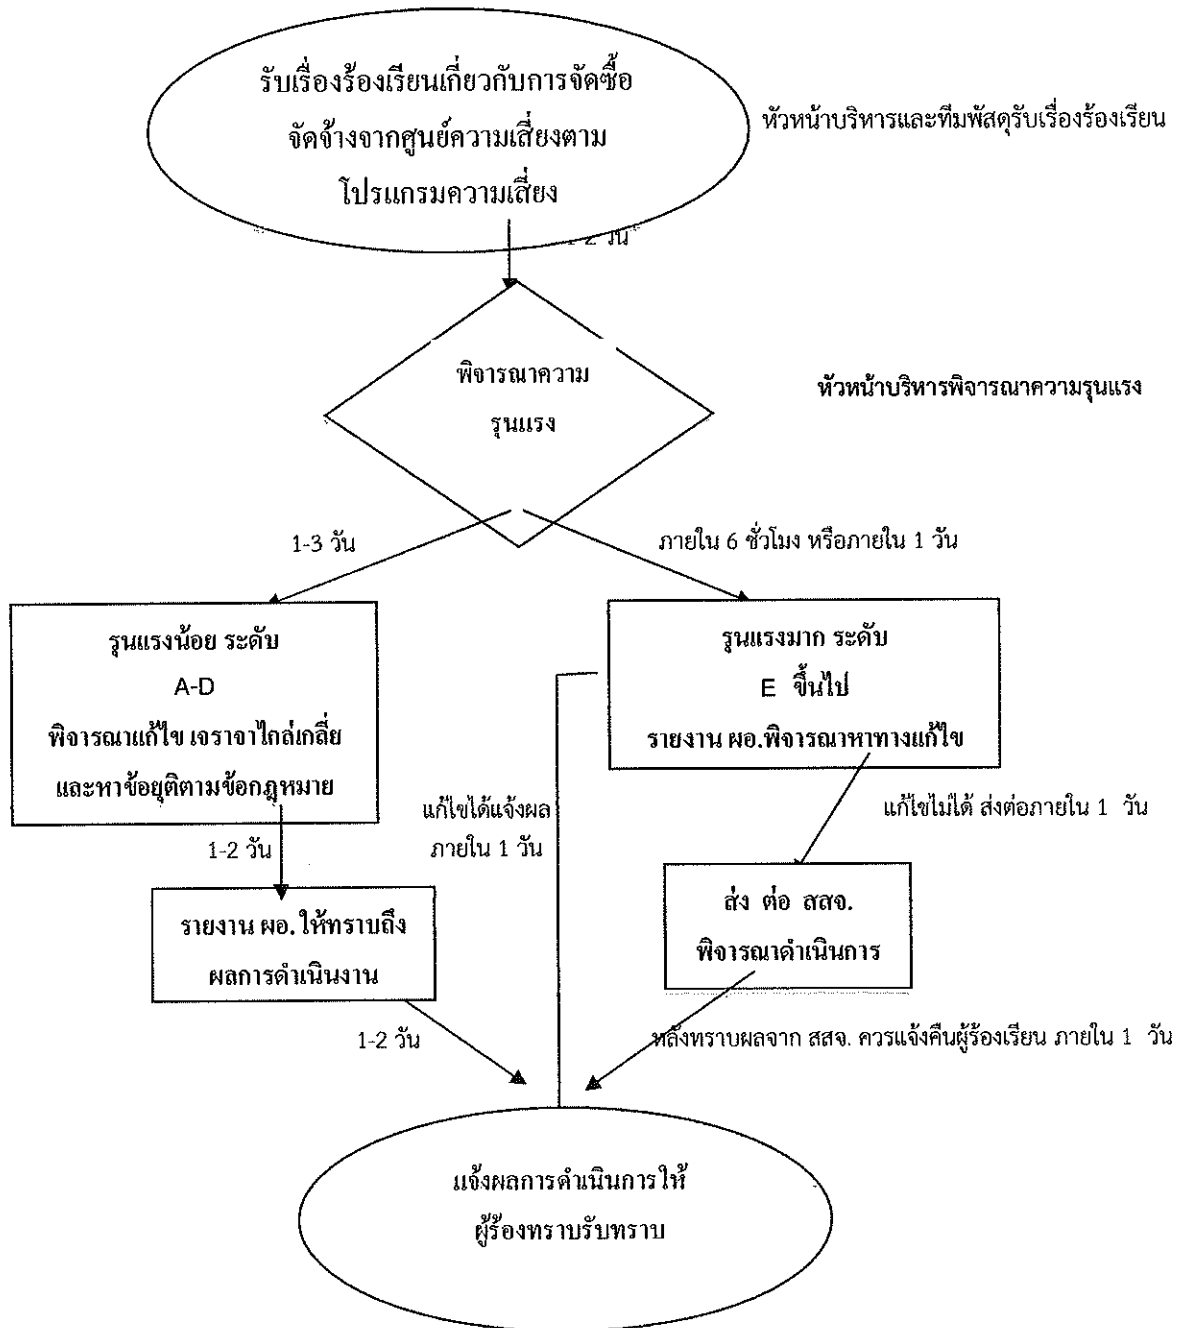 รับเรื่องร้องเรียนเกี่ยวกับการจัดซื้อ
จัดจ้างจากศูนย์ความเสี่ยงตาม
โปรแกรมความเสี่ยง
หัวหน้าบริหารและทีมพัสดุรับเรื่องร้องเรียน
1-2 วัน
พิจารณาความ
รุนแรง
หัวหน้าบริหารพิจารณาความรุนแรง
1-3 วัน
ภายใน 6 ชั่วโมง หรือภายใน 1 วัน
รุนแรงน้อย ระดับ
A-D
พิจารณาแก้ไข เจราจาไกล่เกลี่ย
และหาข้อยุติตามข้อกฎหมาย
รุนแรงมาก ระดับ
E ขึ้นไป
รายงาน ผอ.พิจารณาหาทางแก้ไข
แก้ไขได้แจ้งผล
ภายใน 1 วัน
แก้ไขไม่ได้ ส่งต่อภายใน 1 วัน
1-2 วัน
รายงาน ผอ.ให้ทราบถึง
ผลการดำเนินงาน
ส่ง ต่อ สสจ.
พิจารณาดำเนินการ
1-2 วัน
หลังทราบผลจาก สสจ. ควรแจ้งคืนผู้ร้องเรียน ภายใน 1 วัน
แจ้งผลการดำเนินการให้
ผู้ร้องทราบรับทราบ